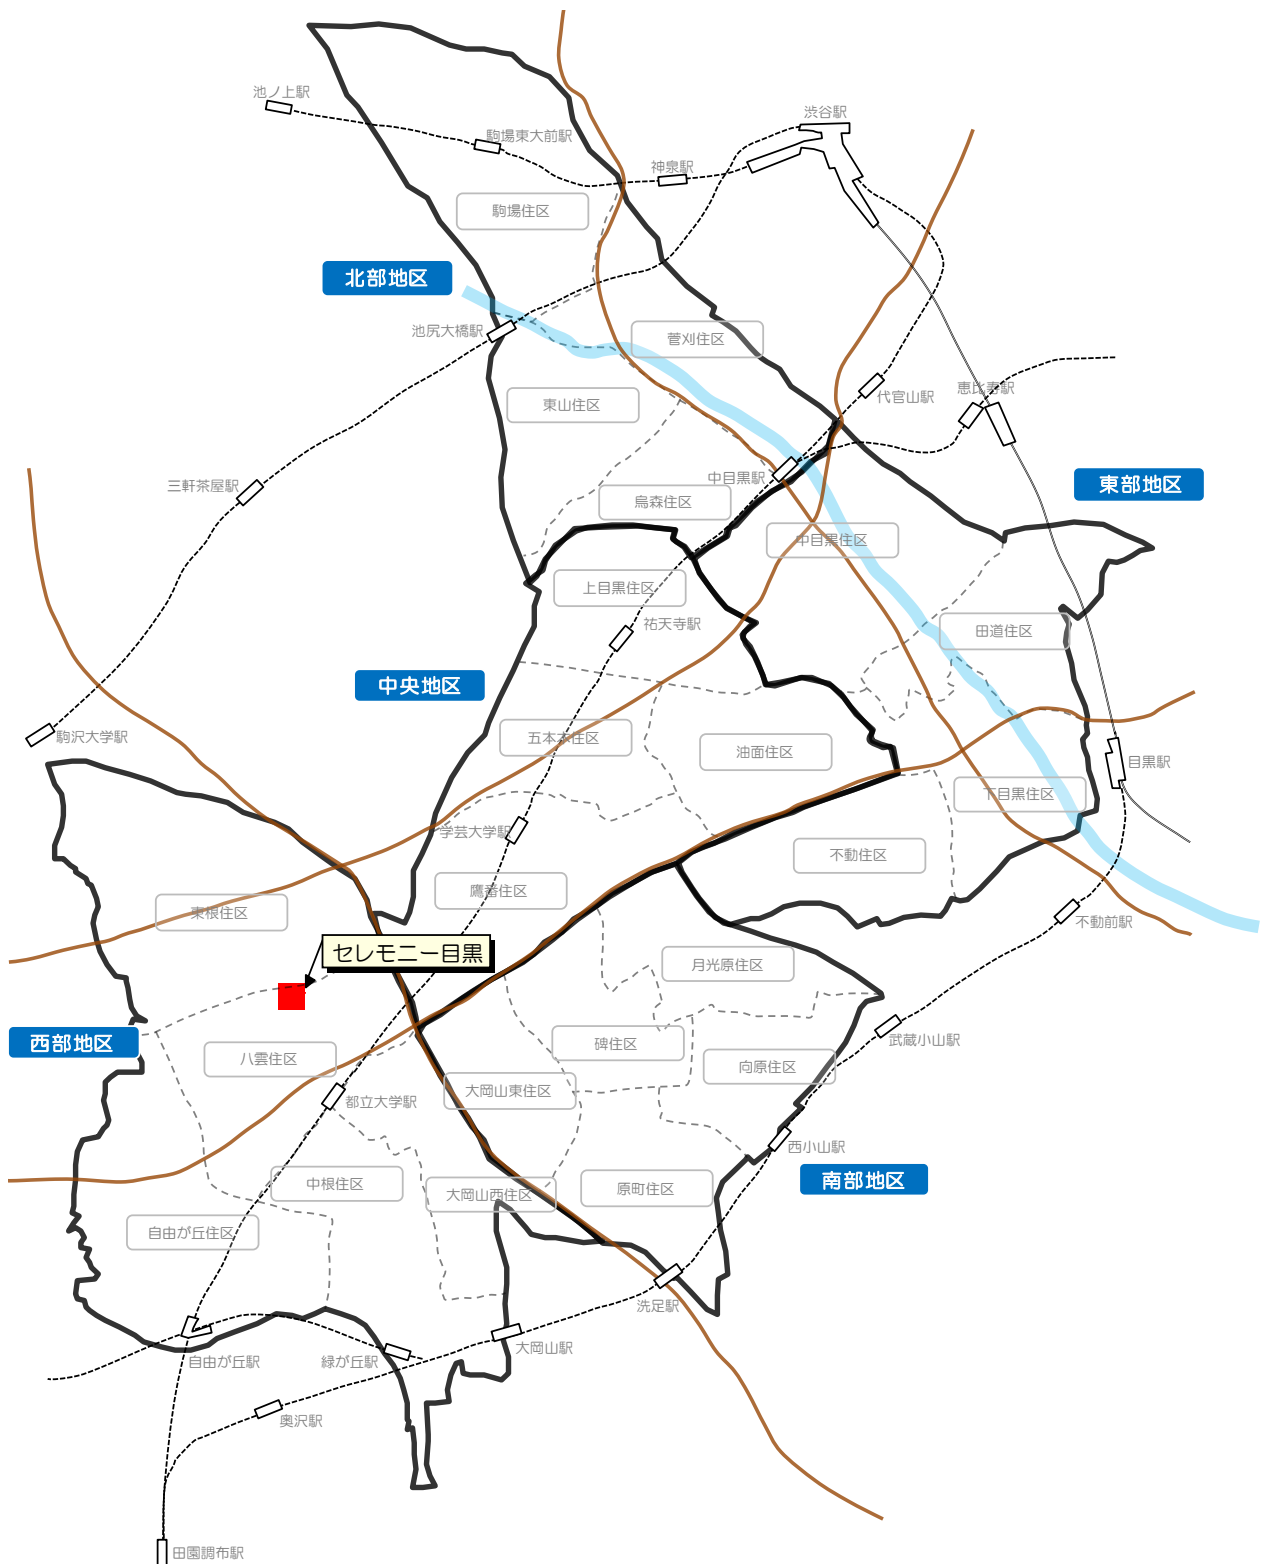 池ノ上駅
渋谷駅
駒場東大前駅
神泉駅
駒場住区
北部地区
池尻大橋駅
菅刈住区
東山住区
代官山駅
恵比寿駅
三軒茶屋駅
中目黒駅
東部地区
烏森住区
中目黒住区
上目黒住区
祐天寺駅
田道住区
中央地区
駒沢大学駅
五本木住区
油面住区
目黒駅
下目黒住区
学芸大学駅
不動住区
鷹番住区
東根住区
不動前駅
セレモニー目黒
月光原住区
西部地区
八雲住区
碑住区
武蔵小山駅
向原住区
大岡山東住区
都立大学駅
西小山駅
南部地区
中根住区
大岡山西住区
原町住区
自由が丘住区
洗足駅
大岡山駅
自由が丘駅
緑が丘駅
奥沢駅
田園調布駅